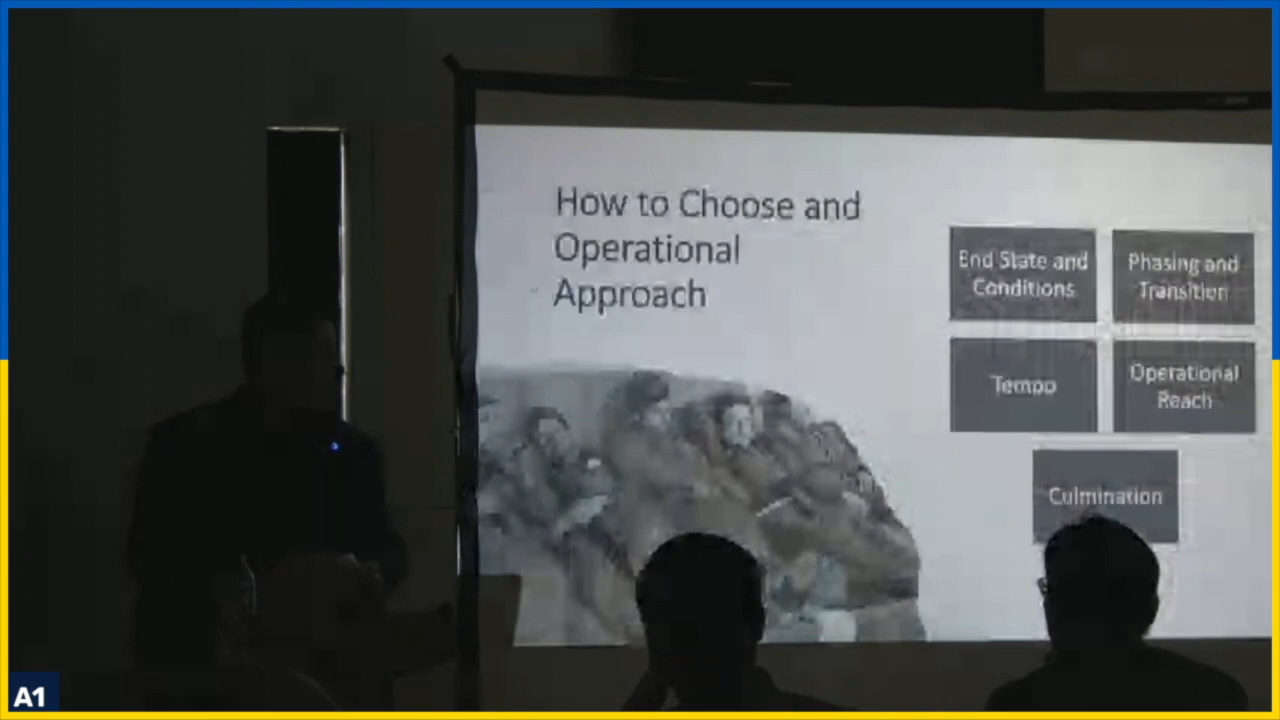 How to Choose and
Operational
Approach
End State and
Conditions
Phasing and
Transition
Tempo
Operational
Reach
Culmination
A1